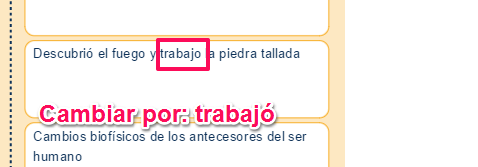 Descubrió el fuego y trabajo la piedra tallada
Cambiar por: trabajó
Cambios biofísicos de los antecesores del ser
humano